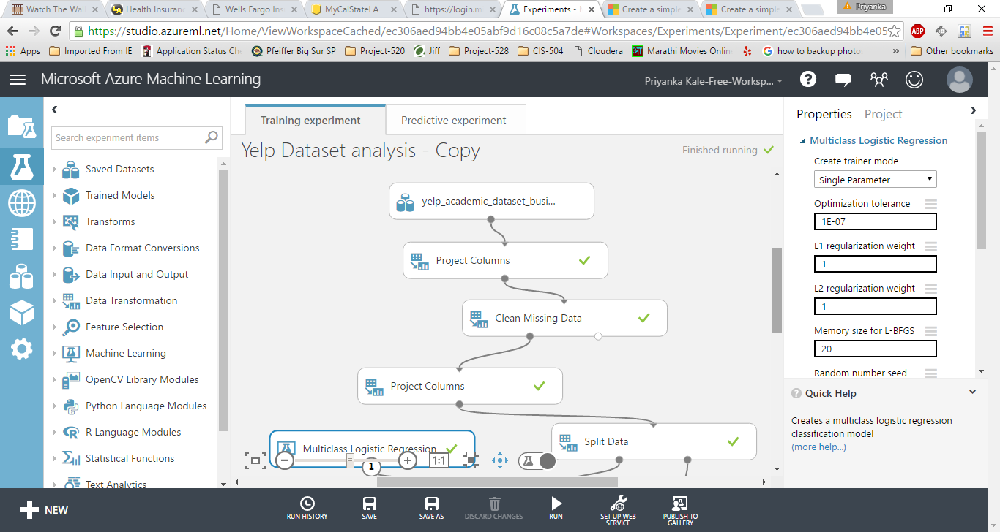 Watch The Wal
Health Insuranc
Wells Fargo Ins
MyCalStateLA
https://login.m
Experiments -
Create a simple
Create a simple
Priyanka
https://studio.azureml.net/Home/ViewWorkspaceCached/ec306aed94bb4e05abf9d16c08c5a7de#Workspaces/Experiments/Experiment/ec306aed94bb4e05
ABP
Apps
Imported From IE
Application Status Ch
Pfeiffer Big Sur SP
Project-520
Jiff
Project-528
CIS-504
Cloudera
Marathi Movies Onlin
how to backup photo
»
Other bookmarks
Microsoft Azure Machine Learning
Priyanka Kale-Free-Worksp...
?
Search experiment items
Saved Datasets
Trained Models
Transforms
Data Format Conversions
Data Input and Output
Data Transformation
Feature Selection
Machine Learning
OpenCV Library Modules
Python Language Modules
R Language Modules
Statistical Functions
Text Analytics
Training experiment
Predictive experiment
Yelp Dataset analysis - Copy
Finished running
yelp_academic_dataset_busi...
Project Columns
Clean Missing Data
Project Columns
Multiclass Logistic Regression
Split Data
1
1:1
Properties
Project
Multiclass Logistic Regression
Create trainer mode
Single Parameter
Optimization tolerance
1E-07
L1 regularization weight
1
L2 regularization weight
1
Memory size for L-BFGS
20
Random number seed
Quick Help
Creates a multiclass logistic regression
classification model
(more help...)
NEW
RUN HISTORY
SAVE
SAVE AS
DISCARD CHANGES
RUN
SET UP WEB
SERVICE
PUBLISH TO
GALLERY